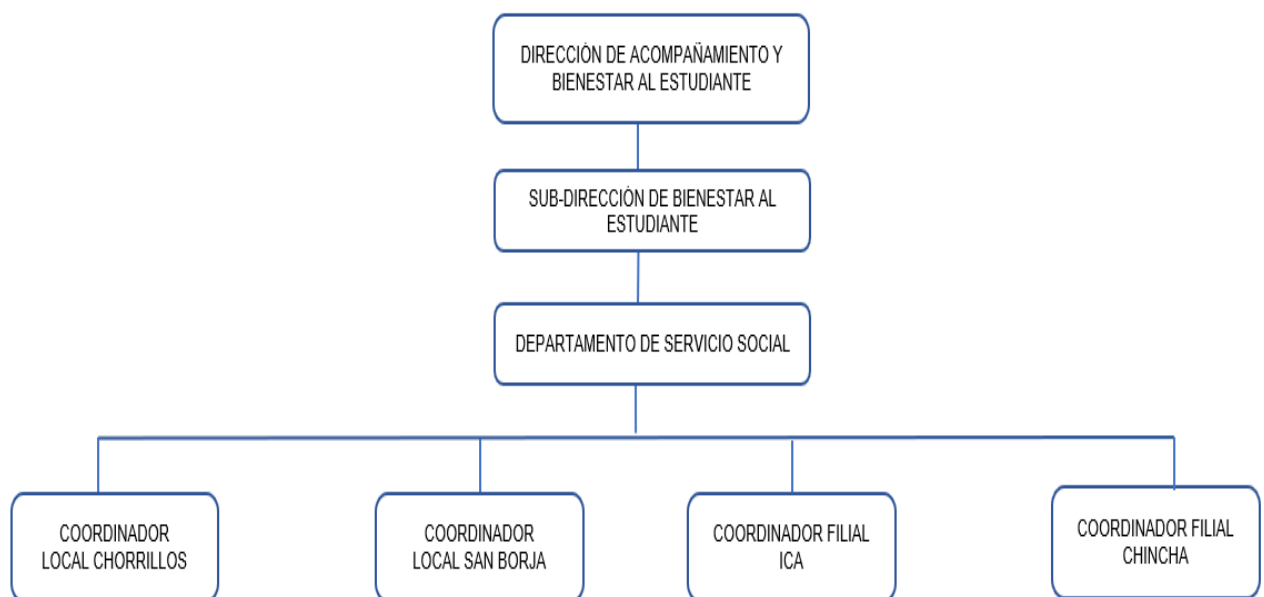 DIRECCIÓN DE ACOMPAÑAMIENTO Y
BIENESTAR AL ESTUDIANTE
SUB-DIRECCIÓN DE BIENESTAR AL
ESTUDIANTE
DEPARTAMENTO DE SERVICIO SOCIAL
COORDINADOR
LOCAL CHORRILLOS
COORDINADOR
LOCAL SAN BORJA
COORDINADOR FILIAL
ICA
COORDINADOR FILIAL
CHINCHA